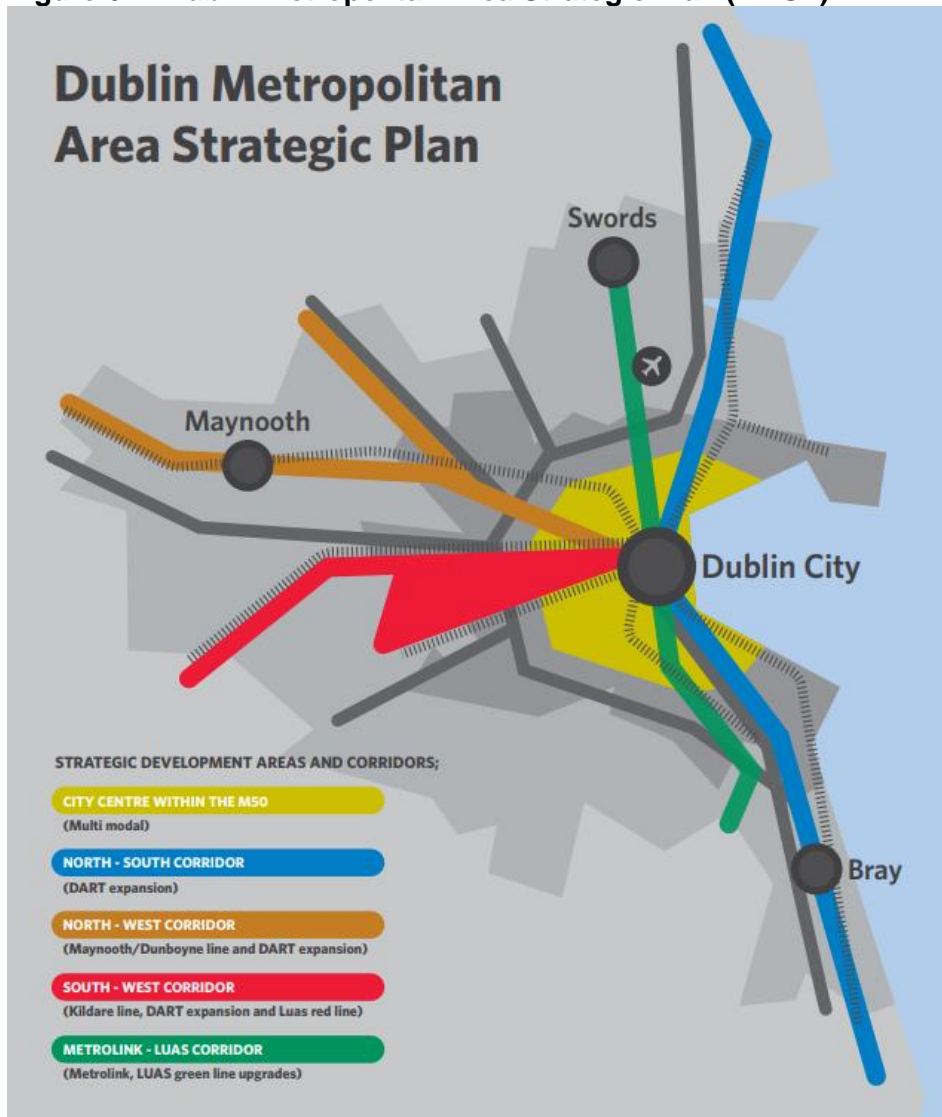 Dublin Metropolitan
Area Strategic Plan
Swords
Maynooth
Dublin City
Bray
STRATEGIC DEVELOPMENT AREAS AND CORRIDORS;
CITY CENTRE WITHIN THE M50
(Multi modal)
NORTH - SOUTH CORRIDOR
(DART expansion)
NORTH - WEST CORRIDOR
(Maynooth/Dunboyne line and DART expansion)
SOUTH - WEST CORRIDOR
(Kildare line, DART expansion and Luas red line)
METROLINK - LUAS CORRIDOR
(Metrolink, LUAS green line upgrades)